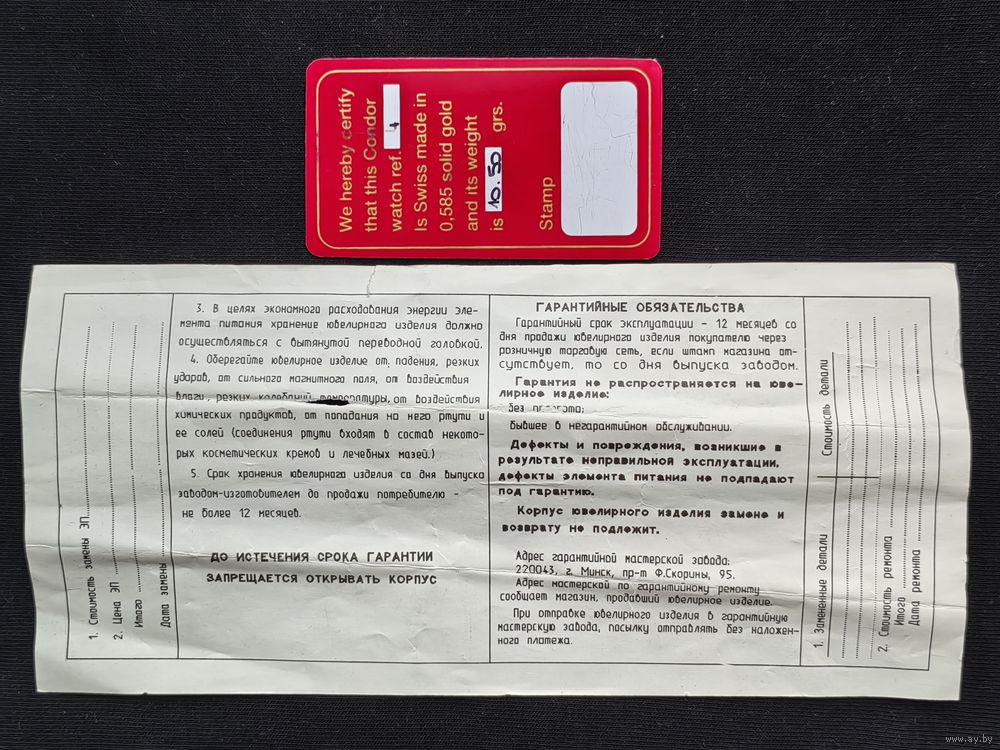 We hereby certify
that this Condor
watch ref. 4
Is Swiss made in
0,585 solid gold
and its weight
is 10.50 grs.
Stamp
1. Стоимость замены ЭП
2. Цена ЭП
Итого
Дата замены
3. В целях экономного расходования энергии эле-
мента питания хранение ювелирного изделия должно
осуществляться с вытянутой переводной головкой.
4. Оберегайте ювелирное изделие от падения, резких
ударов, от сильного магнитного поля, от воздействия
влаги, резких колебаний температуры, от воздействия
химических продуктов, от попадания на него ртути и
ее солей (соединения ртути входят в состав некото-
рых косметических кремов и лечебных мазей.)
5. Срок хранения ювелирного изделия со дня выпуска
заводом-изготовителем до продажи потребителю -
не более 12 месяцев.
ДО ИСТЕЧЕНИЯ СРОКА ГАРАНТИИ
ЗАПРЕЩАЕТСЯ ОТКРЫВАТЬ КОРПУС
ГАРАНТИЙНЫЕ ОБЯЗАТЕЛЬСТВА
Гарантийный срок эксплуатации - 12 месяцев со
дня продажи ювелирного изделия покупателю через
розничную торговую сеть, если штамп магазина от-
сутствует, то со дня выпуска заводом.
Гарантия не распространяется на юве-
лирное изделие:
без
бывшее в негарантийном обслуживании.
Дефекты и повреждения, возникшие в
результате неправильной эксплуатации,
дефекты элемента питания не подпадают
под гарантию.
Корпус ювелирного изделия замене и
возврату не подлежит.
Адрес гарантийной мастерской завода:
220043, г. Минск, пр-т Ф.Скорины, 95.
Адрес мастерской по гарантийному ремонту
сообщает магазин, продавший ювелирное изделие.
При отправке ювелирного изделия в гарантийную
мастерскую завода, посылку отправлять без наложен-
ного платежа.
1. Замененные детали Стоимость детали
2. Стоимость ремонта
Итого
Дата ремонта
www.ay.by